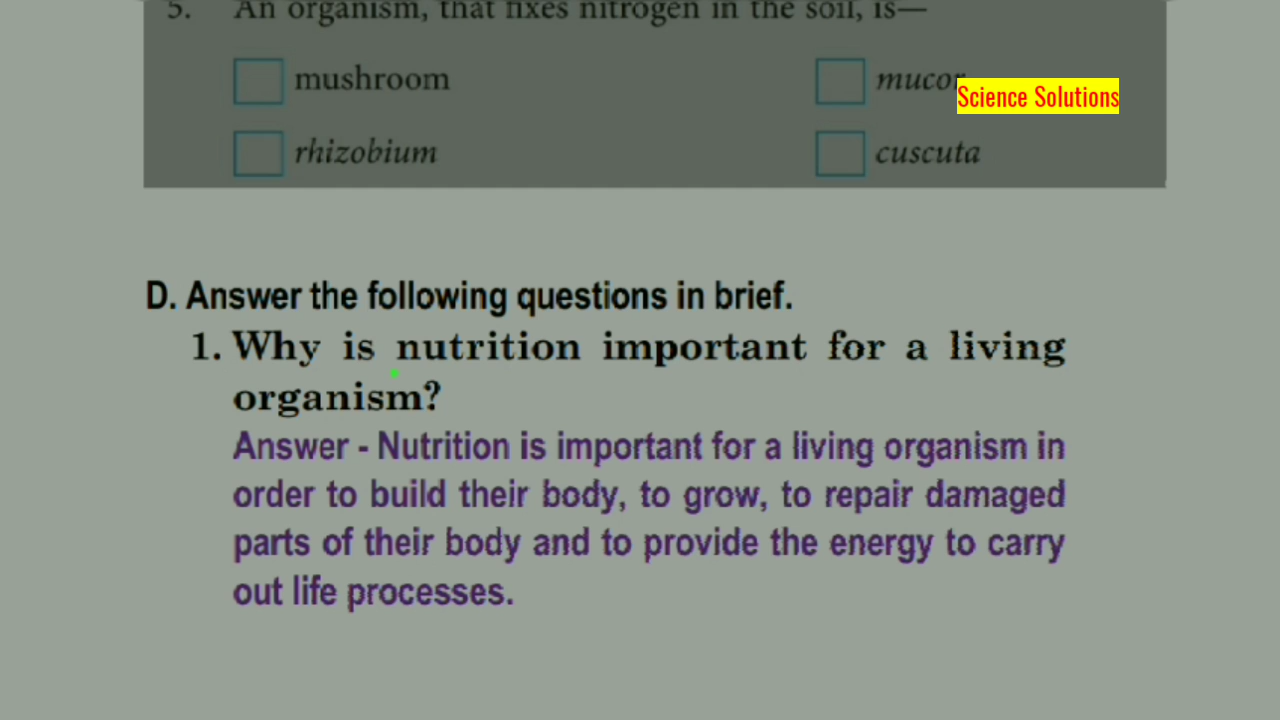 5. An organism, that fixes nitrogen in the soil, is—
mushroom mucor
Science Solutions
rhizobium cuscuta
D. Answer the following questions in brief.
1. Why is nutrition important for a living
organism?
Answer - Nutrition is important for a living organism in
order to build their body, to grow, to repair damaged
parts of their body and to provide the energy to carry
out life processes.